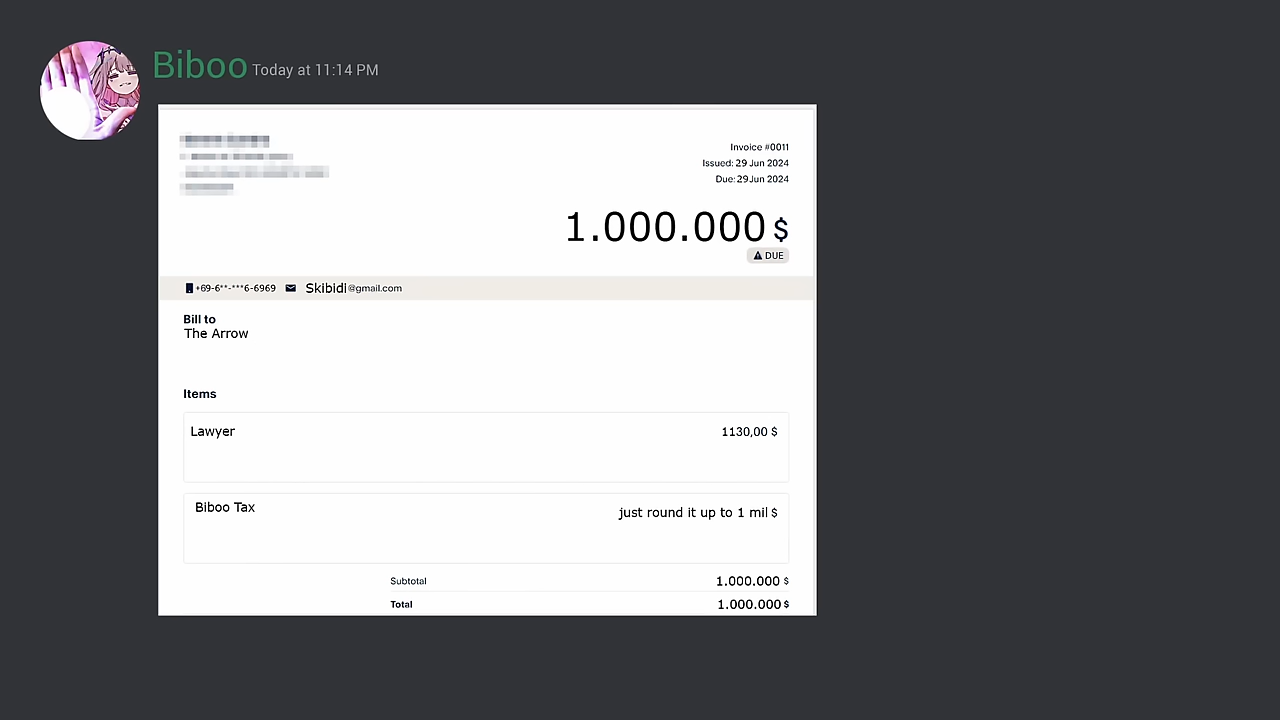 Biboo Today at 11:14 PM
Invoice #0011
Issued: 29 Jun 2024
Due: 29 Jun 2024
1.000.000 $
DUE
+69-6**-***6-6969 Skibidi@gmail.com
Bill to
The Arrow
Items
Lawyer 1130,00 $
Biboo Tax just round it up to 1 mil $
Subtotal 1.000.000 $
Total 1.000.000 $